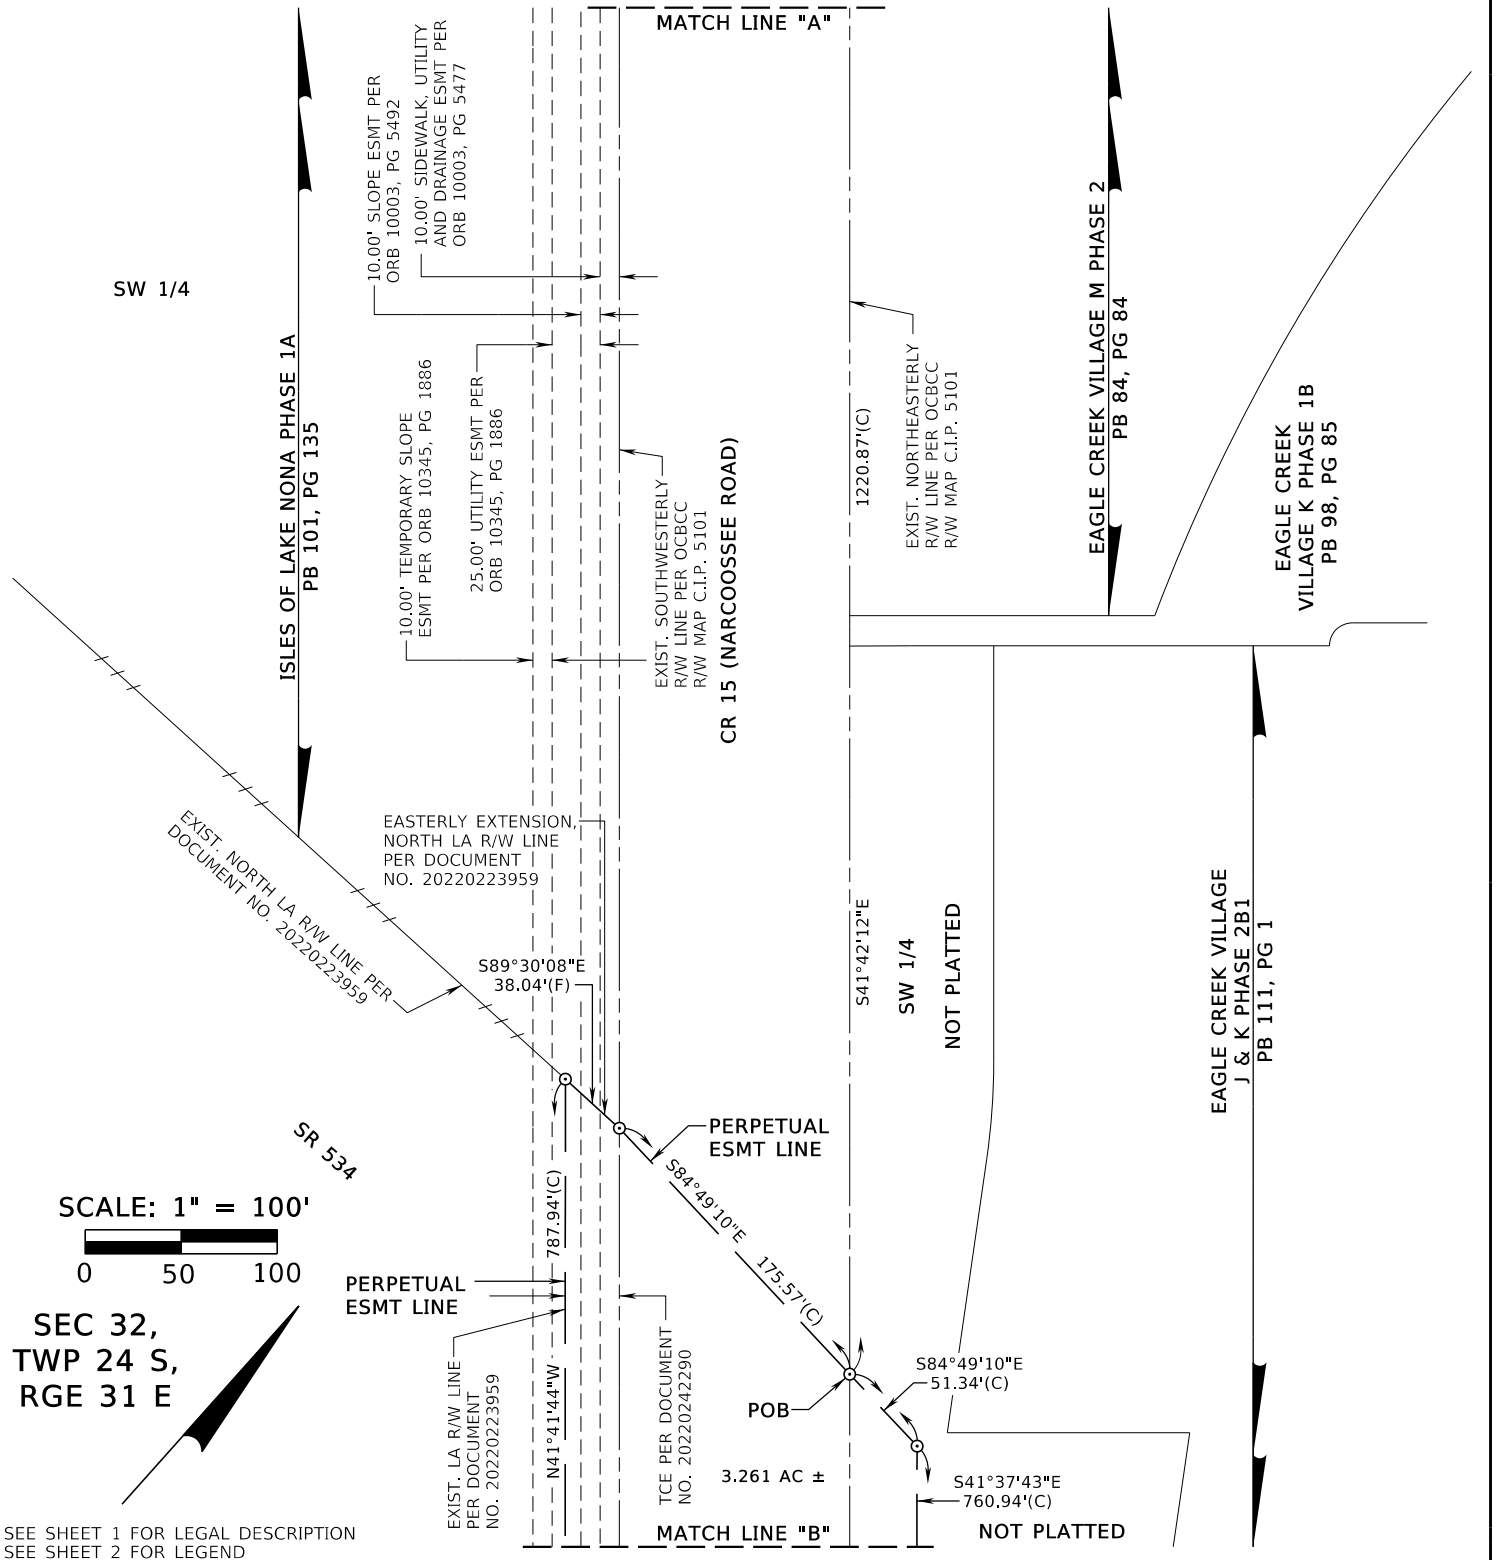 MATCH LINE "A"
10.00' SLOPE ESMT PER
ORB 10003, PG 5492
10.00' SIDEWALK, UTILITY
AND DRAINAGE ESMT PER
ORB 10003, PG 5477
SW 1/4
ISLES OF LAKE NONA PHASE 1A
PB 101, PG 135
10.00' TEMPORARY SLOPE
ESMT PER ORB 10345, PG 1886
25.00' UTILITY ESMT PER
ORB 10345, PG 1886
EXIST. SOUTHWESTERLY
R/W LINE PER OCBCC
R/W MAP C.I.P. 5101
CR 15 (NARCOOSSEE ROAD)
1220.87'(C)
EXIST. NORTHEASTERLY
R/W LINE PER OCBCC
R/W MAP C.I.P. 5101
EAGLE CREEK VILLAGE M PHASE 2
PB 84, PG 84
EAGLE CREEK
VILLAGE K PHASE 1B
PB 98, PG 85
EXIST. NORTH LA R/W LINE PER
DOCUMENT NO. 20220223959
EASTERLY EXTENSION,
NORTH LA R/W LINE
PER DOCUMENT
NO. 20220223959
S89°30'08"E
38.04'(F)
S41°42'12"E
SW 1/4
NOT PLATTED
EAGLE CREEK VILLAGE
J & K PHASE 2B1
PB 111, PG 1
SR 534
PERPETUAL
ESMT LINE
S84°49'10"E
175.57'(C)
SCALE: 1" = 100'
0 50 100
787.94'(C)
N41°41'44"W
PERPETUAL
ESMT LINE
SEC 32,
TWP 24 S,
RGE 31 E
EXIST. LA R/W LINE
PER DOCUMENT
NO. 20220223959
TCE PER DOCUMENT
NO. 20220242290
POB
S84°49'10"E
51.34'(C)
3.261 AC ±
S41°37'43"E
760.94'(C)
NOT PLATTED
MATCH LINE "B"
SEE SHEET 1 FOR LEGAL DESCRIPTION
SEE SHEET 2 FOR LEGEND